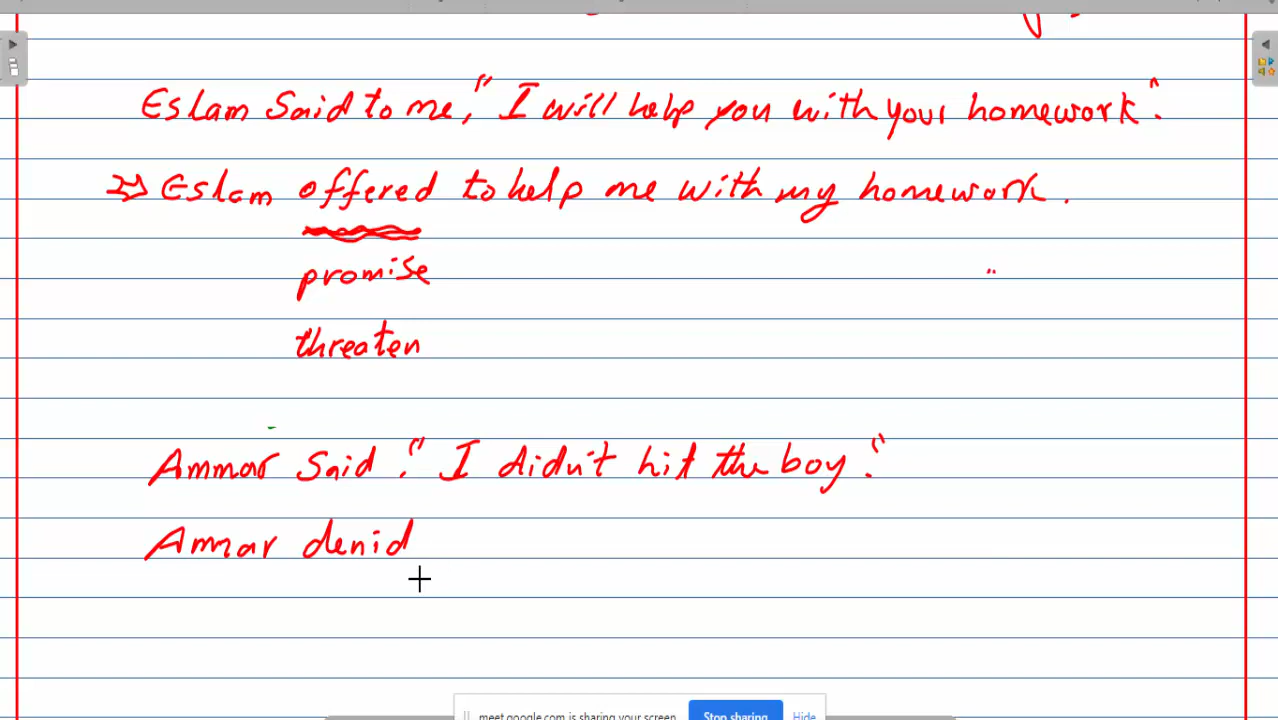 Eslam Said to me, " I will help you with your homework ".
⇒ Eslam offered to help me with my homework .
promise
threaten
Ammar Said : " I didn't hit the boy ."
Ammar denid
meet.google.com is sharing your screen. Stop sharing Hide